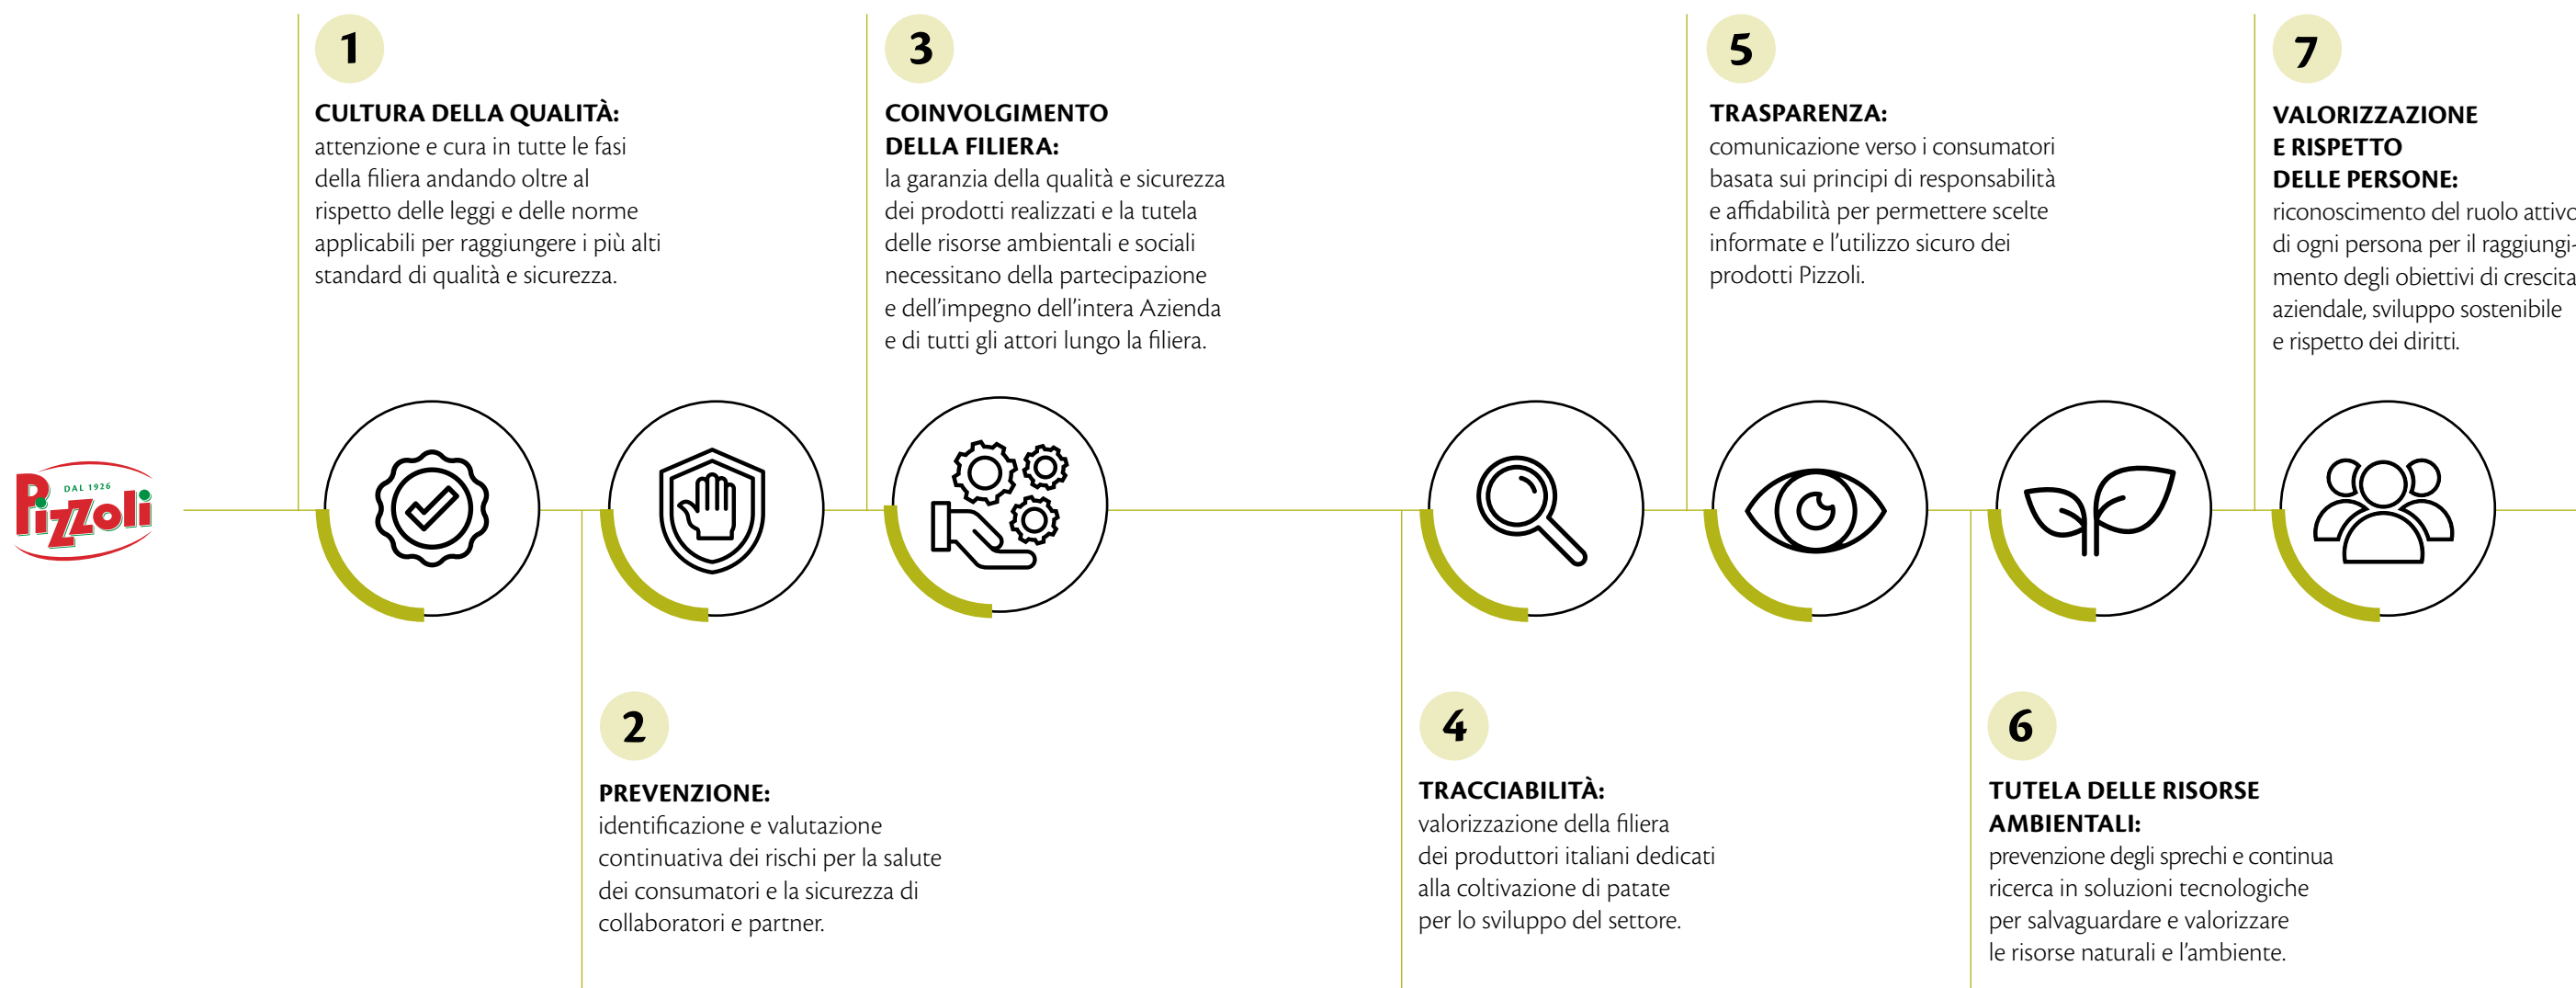 DAL 1926
Pizzoli
1
CULTURA DELLA QUALITÀ:
attenzione e cura in tutte le fasi
della filiera andando oltre al
rispetto delle leggi e delle norme
applicabili per raggiungere i più alti
standard di qualità e sicurezza.
2
PREVENZIONE:
identificazione e valutazione
continuativa dei rischi per la salute
dei consumatori e la sicurezza di
collaboratori e partner.
3
COINVOLGIMENTO
DELLA FILIERA:
la garanzia della qualità e sicurezza
dei prodotti realizzati e la tutela
delle risorse ambientali e sociali
necessitano della partecipazione
e dell'impegno dell'intera Azienda
e di tutti gli attori lungo la filiera.
4
TRACCIABILITÀ:
valorizzazione della filiera
dei produttori italiani dedicati
alla coltivazione di patate
per lo sviluppo del settore.
5
TRASPARENZA:
comunicazione verso i consumatori
basata sui principi di responsabilità
e affidabilità per permettere scelte
informate e l'utilizzo sicuro dei
prodotti Pizzoli.
6
TUTELA DELLE RISORSE
AMBIENTALI:
prevenzione degli sprechi e continua
ricerca in soluzioni tecnologiche
per salvaguardare e valorizzare
le risorse naturali e l'ambiente.
7
VALORIZZAZIONE
E RISPETTO
DELLE PERSONE:
riconoscimento del ruolo attivo
di ogni persona per il raggiungi-
mento degli obiettivi di crescita
aziendale, sviluppo sostenibile
e rispetto dei diritti.